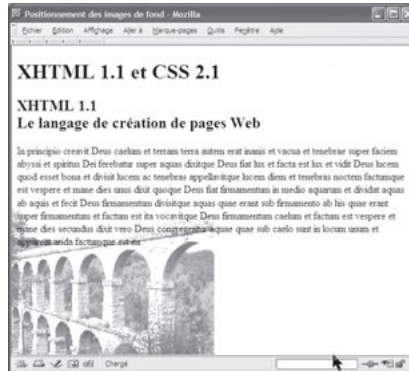 Positionnement des images de fond - Mozilla
Fichier Edition Affichage Aller à Marque-pages Outils Fenêtre Aide
XHTML 1.1 et CSS 2.1
XHTML 1.1
Le langage de création de pages Web
In principio creavit Deus caelum et terram terra autem erat inanis et vacua et tenebrae super faciem
abyssi et spiritus Dei ferebatur super aquas dixitque Deus fiat lux et facta est lux et vidit Deus lucem
quod esset bona et divisit lucem ac tenebras appellavitque lucem diem et tenebras noctem factumque
est vespere et mane dies unus dixit quoque Deus fiat firmamentum in medio aquarum et dividat aquas
ab aquis et fecit Deus firmamentum divisitque aquas quae erant sub firmamento ab his quae erant
super firmamentum et factum est ita vocavitque Deus firmamentum caelum et factum est vespere et
mane dies secundus dixit vero Deus congregentur aquae quae sub caelo sunt in locum unum et
appareat arida factumque est ita
Chargé